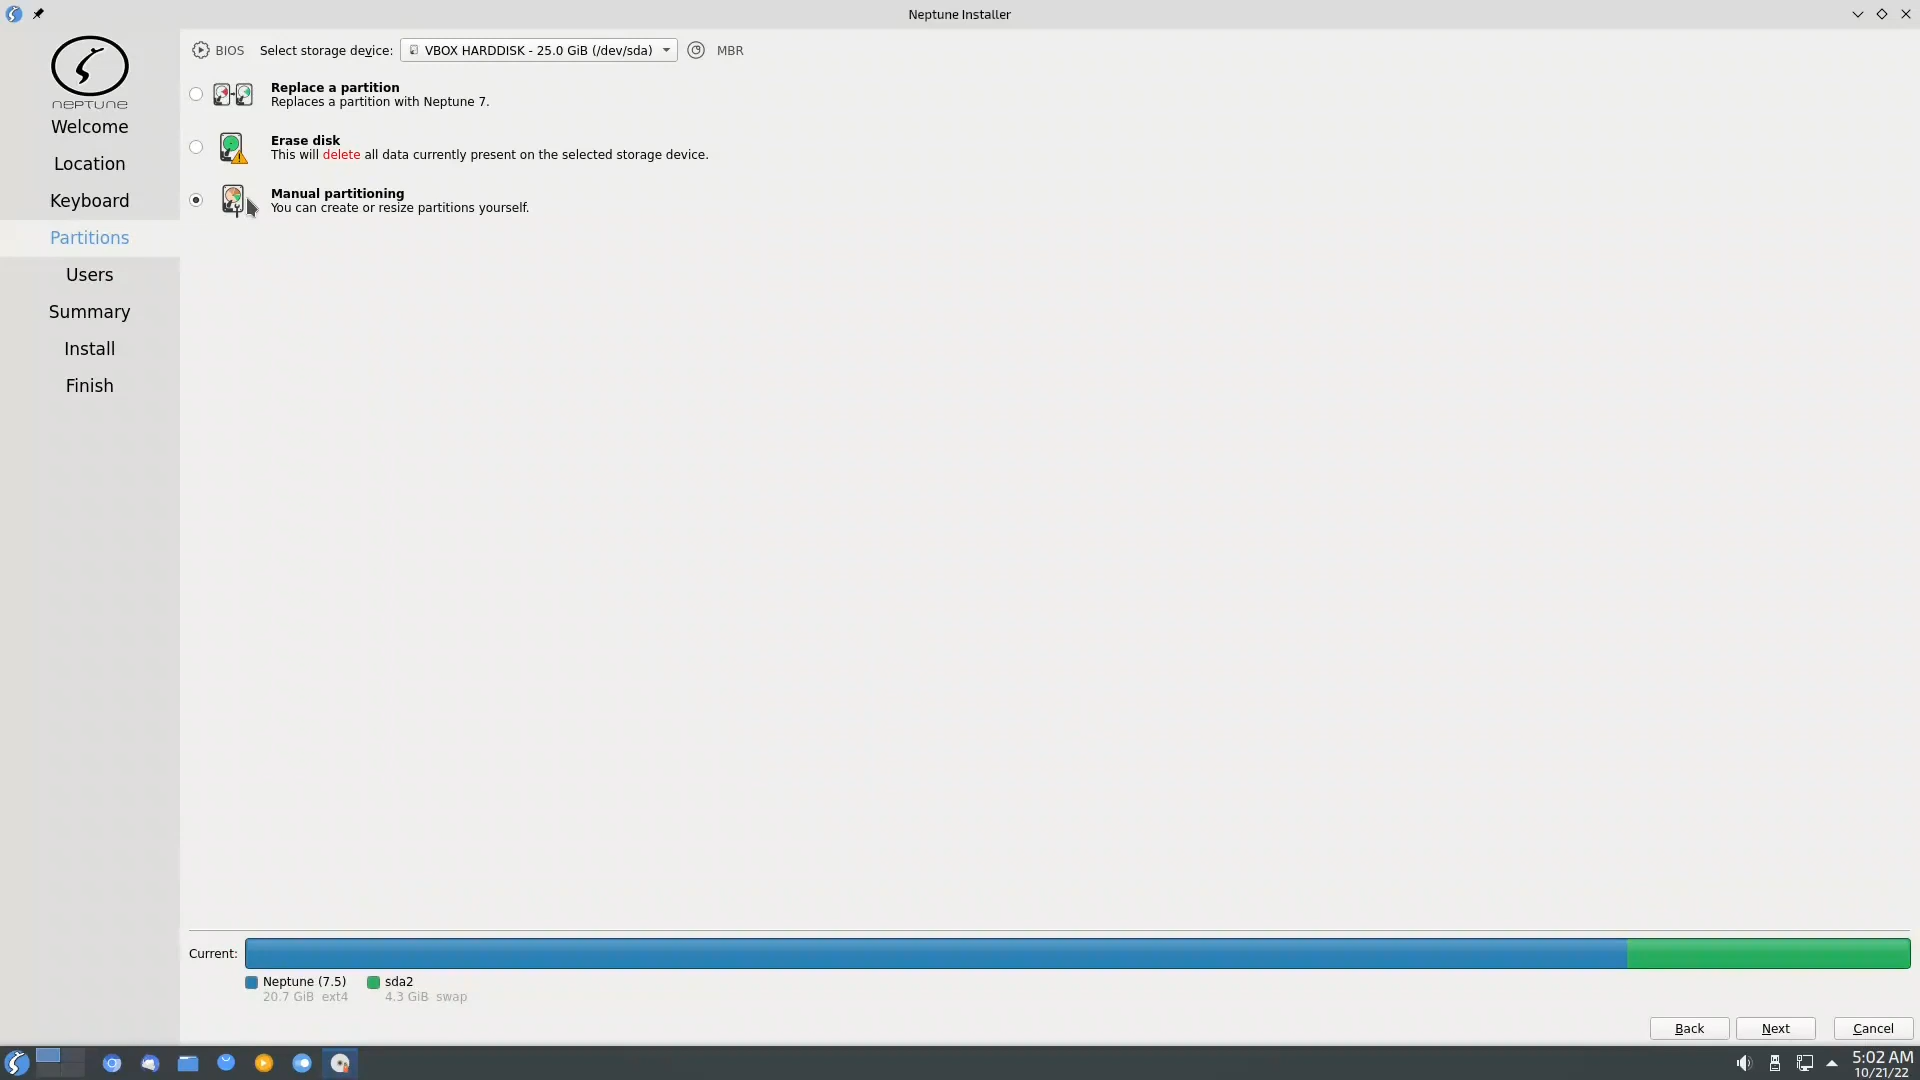 Neptune Installer
BIOS Select storage device: VBOX HARDDISK - 25.0 GiB (/dev/sda) MBR
NEPTUNE
Welcome
Location
Keyboard
Partitions
Users
Summary
Install
Finish
Replace a partition
Replaces a partition with Neptune 7.
Erase disk
This will delete all data currently present on the selected storage device.
Manual partitioning
You can create or resize partitions yourself.
Current:
Neptune (7.5) sda2
20.7 GiB ext4 4.3 GiB swap
Back Next Cancel
5:02 AM
10/21/22